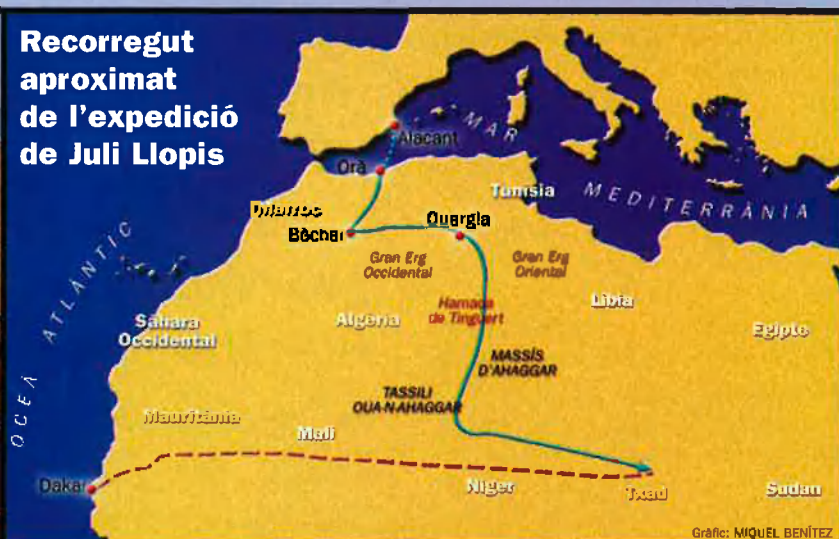 Recorregut
aproximat
de l'expedició
de Juli Llopis
Alacant
MAR
MEDITERRÀNIA
Orà
Tunísia
Marroc
Bèchar
Ouargla
OCEÀ ATLÀNTIC
Gran Erg
Occidental
Gran Erg
Oriental
Hamada
de Tinguert
Líbia
Egipte
Sàhara
Occidental
Algèria
MASSÍS
D'AHAGGAR
TASSILI
OUA-N-AHAGGAR
Mauritània
Mali
Dakar
Níger
Txad
Sudan
Gràfic: MIQUEL BENÍTEZ